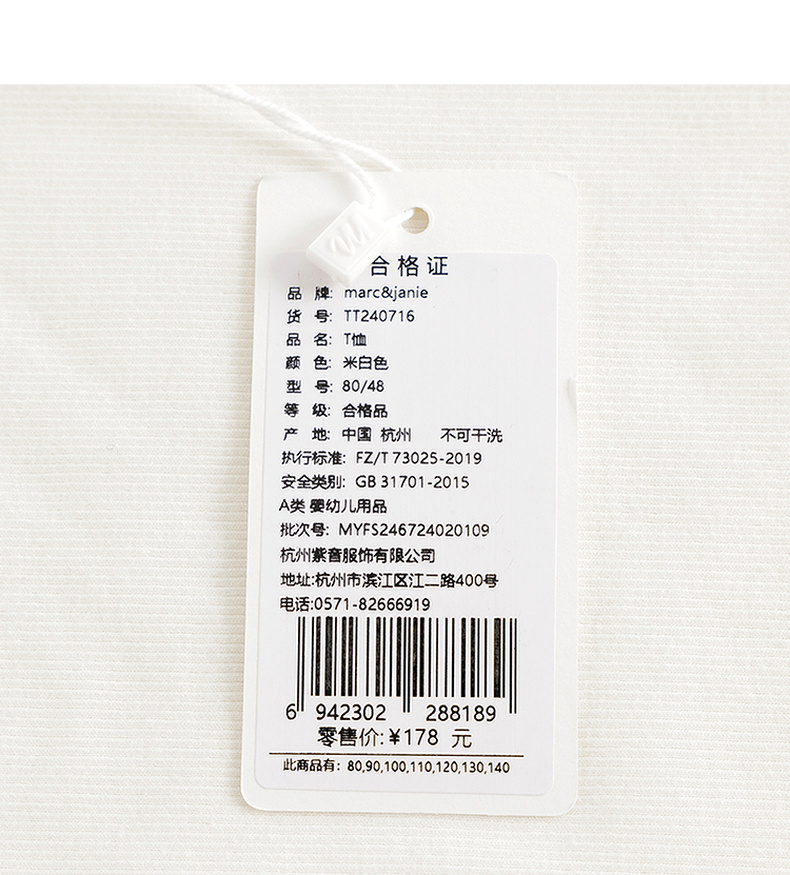 合格证
品 牌: marc&janie
货 号: TT240716
品 名: T恤
颜 色: 米白色
型 号: 80/48
等 级: 合格品
产 地: 中国 杭州 不可干洗
执行标准: FZ/T 73025-2019
安全类别: GB 31701-2015
A类 婴幼儿用品
批次号: MYFS246724020109
杭州紫音服饰有限公司
地址:杭州市滨江区江二路400号
电话:0571-82666919
6 942302 288189
零售价:¥178 元
此商品有: 80,90,100,110,120,130,140